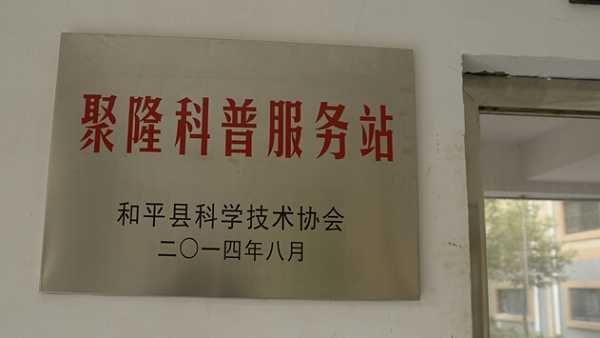 聚隆科普服务站
和平县科学技术协会
二〇一四年八月